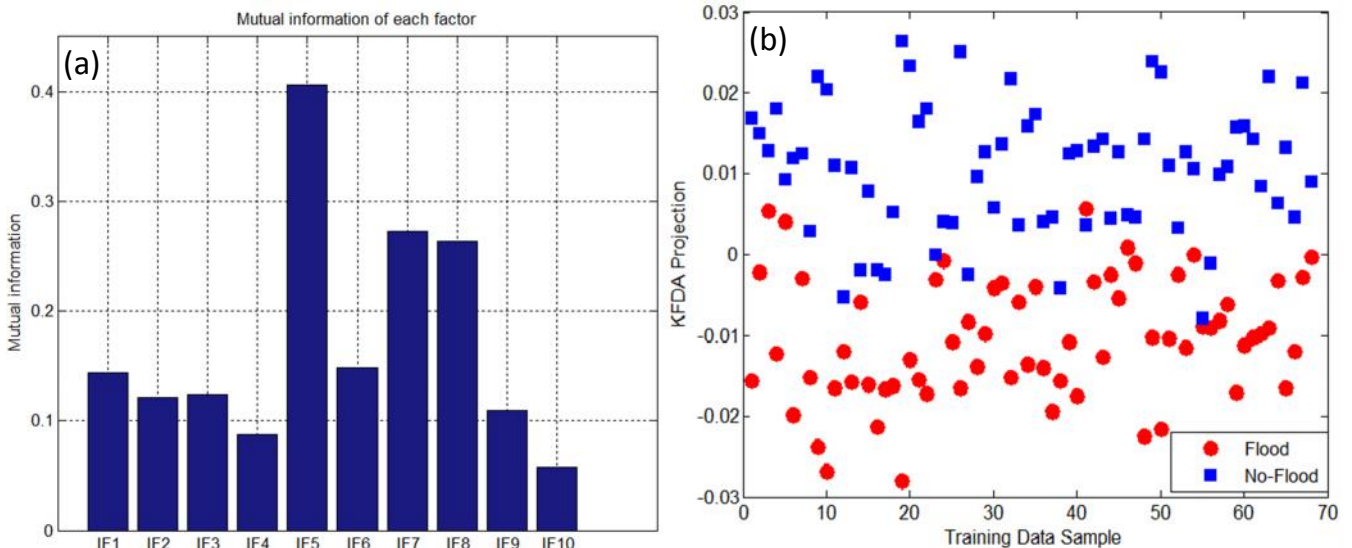 Mutual information of each factor
(a)
Mutual information
0.4
0.3
0.2
0.1
0
IF1 IF2 IF3 IF4 IF5 IF6 IF7 IF8 IF9 IF10
(b)
KFDA Projection
0.03
0.02
0.01
0
-0.01
-0.02
-0.03
0 10 20 30 40 50 60 70
Training Data Sample
Flood
No-Flood